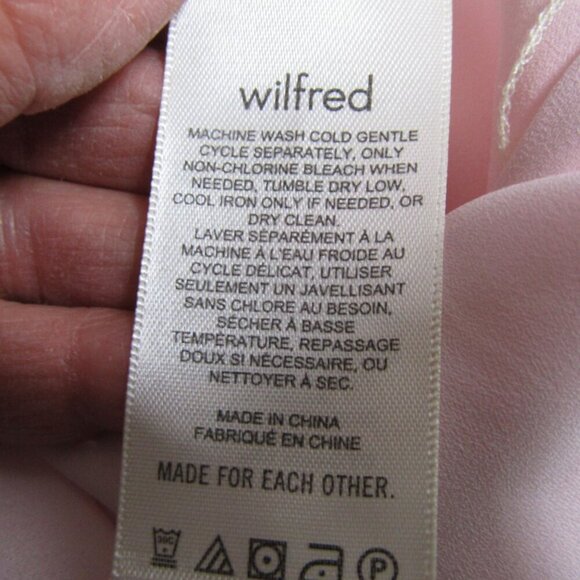 wilfred
MACHINE WASH COLD GENTLE
CYCLE SEPARATELY, ONLY
NON-CHLORINE BLEACH WHEN
NEEDED, TUMBLE DRY LOW,
COOL IRON ONLY IF NEEDED, OR
DRY CLEAN.
LAVER SÉPARÉMENT À LA
MACHINE À L'EAU FROIDE AU
CYCLE DÉLICAT, UTILISER
SEULEMENT UN JAVELLISANT
SANS CHLORE AU BESOIN,
SÉCHER À BASSE
TEMPÉRATURE, REPASSAGE
DOUX SI NÉCESSAIRE, OU
NETTOYER À SEC.
MADE IN CHINA
FABRIQUÉ EN CHINE
MADE FOR EACH OTHER.
30C P